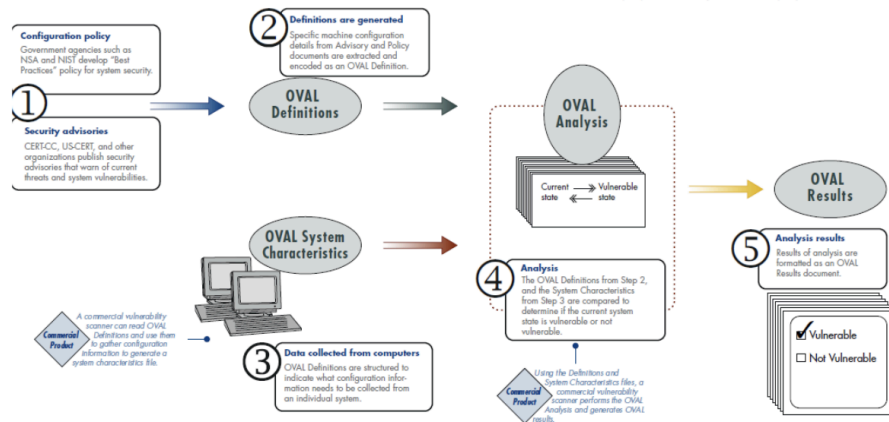 Configuration policy
Government agencies such as
NSA and NIST develop "Best
Practices" policy for system security.
1
Security advisories
CERT-CC, US-CERT, and other
organizations publish security
advisories that warn of current
threats and system vulnerabilities.
2
Definitions are generated
Specific machine configuration
details from Advisory and Policy
documents are extracted and
encoded as an OVAL Definition.
OVAL
Definitions
OVAL System
Characteristics
Commercial
Product
A commercial vulnerability
scanner can read OVAL
Definitions and use them
to gather configuration
information to generate a
system characteristics file.
3
Data collected from computers
OVAL Definitions are structured to
indicate what configuration infor-
mation needs to be collected from
an individual system.
OVAL
Analysis
Current Vulnerable
state state
4
Analysis
The OVAL Definitions from Step 2,
and the System Characteristics
from Step 3 are compared to
determine if the current system
state is vulnerable or not
vulnerable.
Commercial
Product
Using the Definitions and
System Characteristics files, a
commercial vulnerability
scanner performs the OVAL
Analysis and generates OVAL
results.
OVAL
Results
5
Analysis results
Results of analysis are
formatted as an OVAL
Results document.
Vulnerable
Not Vulnerable